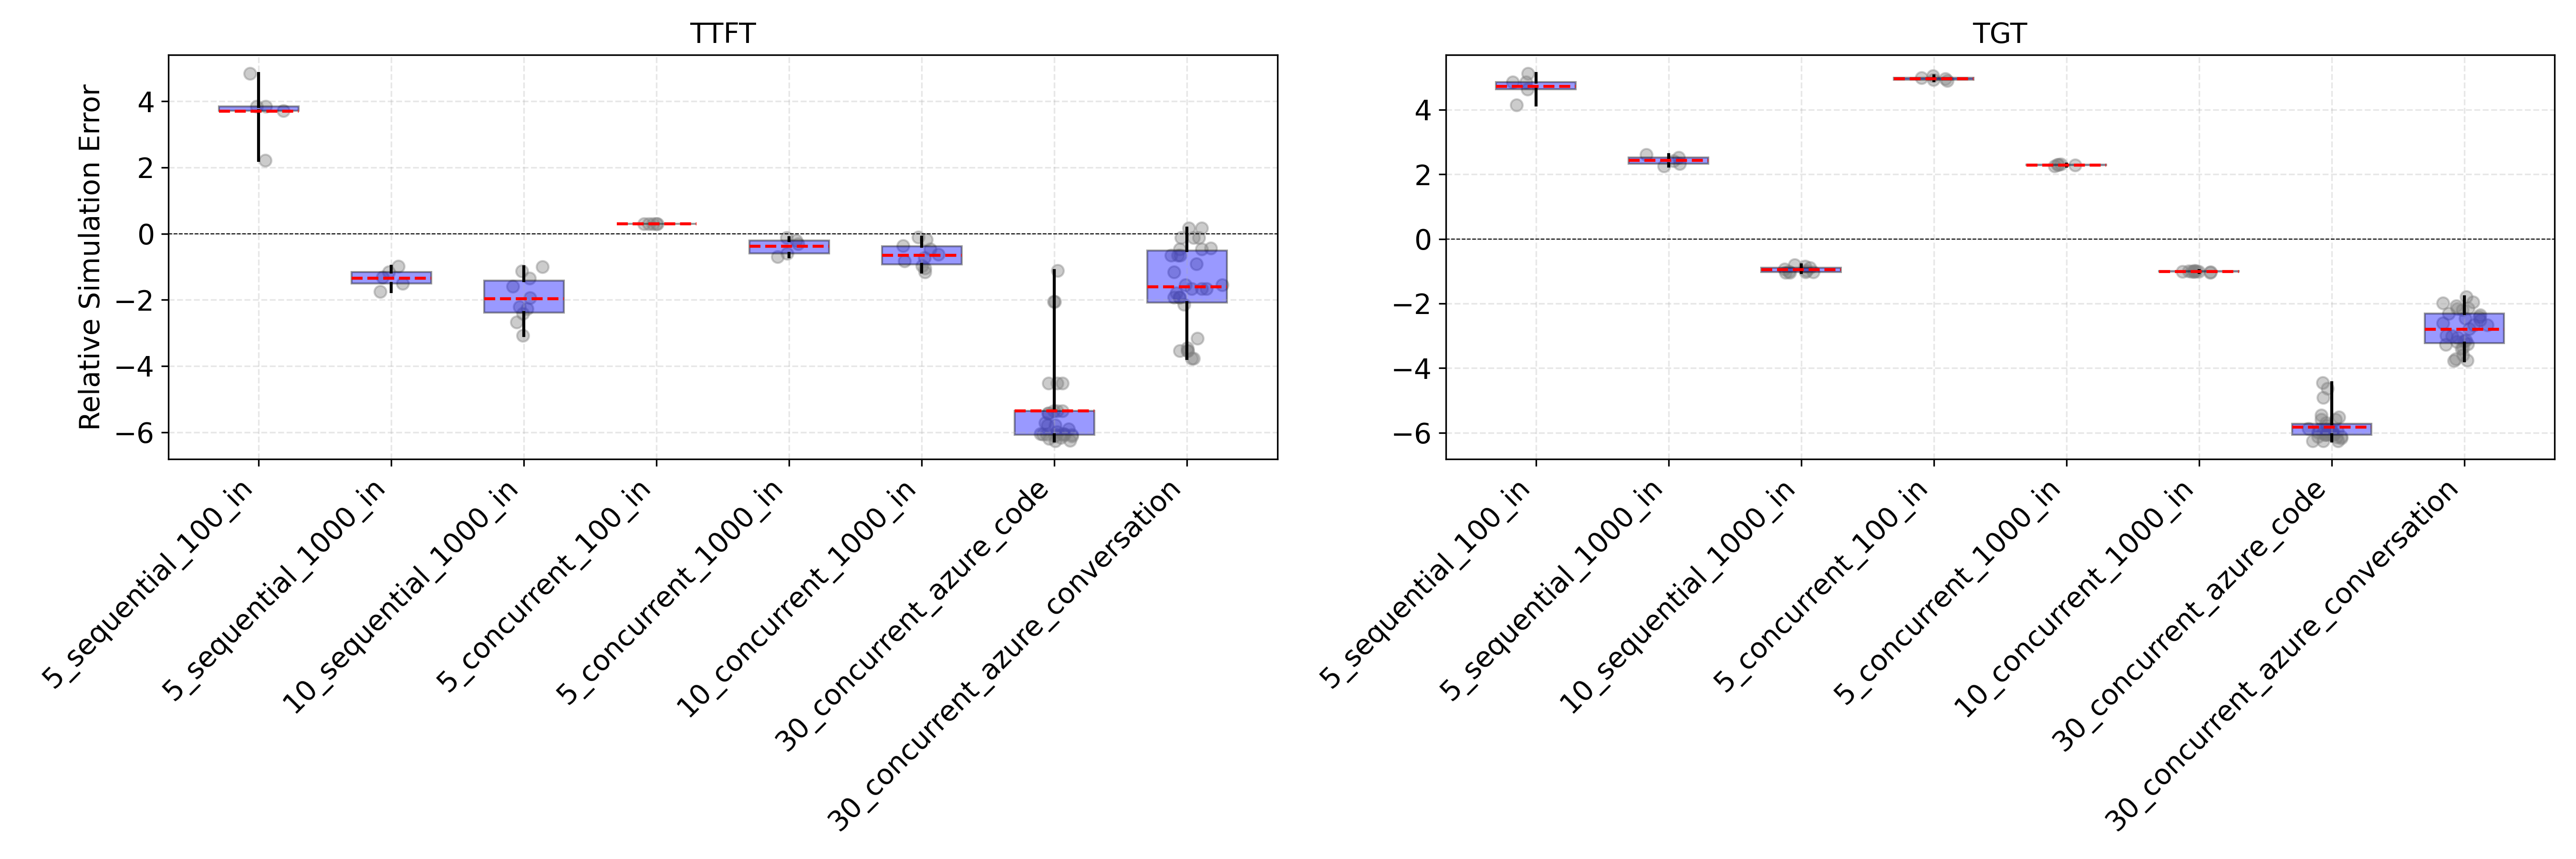 TTFT
Relative Simulation Error
4
2
0
−2
−4
−6
5_sequential_100_in
5_sequential_1000_in
10_sequential_1000_in
5_concurrent_100_in
5_concurrent_1000_in
10_concurrent_1000_in
30_concurrent_azure_code
30_concurrent_azure_conversation
TGT
4
2
0
−2
−4
−6
5_sequential_100_in
5_sequential_1000_in
10_sequential_1000_in
5_concurrent_100_in
5_concurrent_1000_in
10_concurrent_1000_in
30_concurrent_azure_code
30_concurrent_azure_conversation